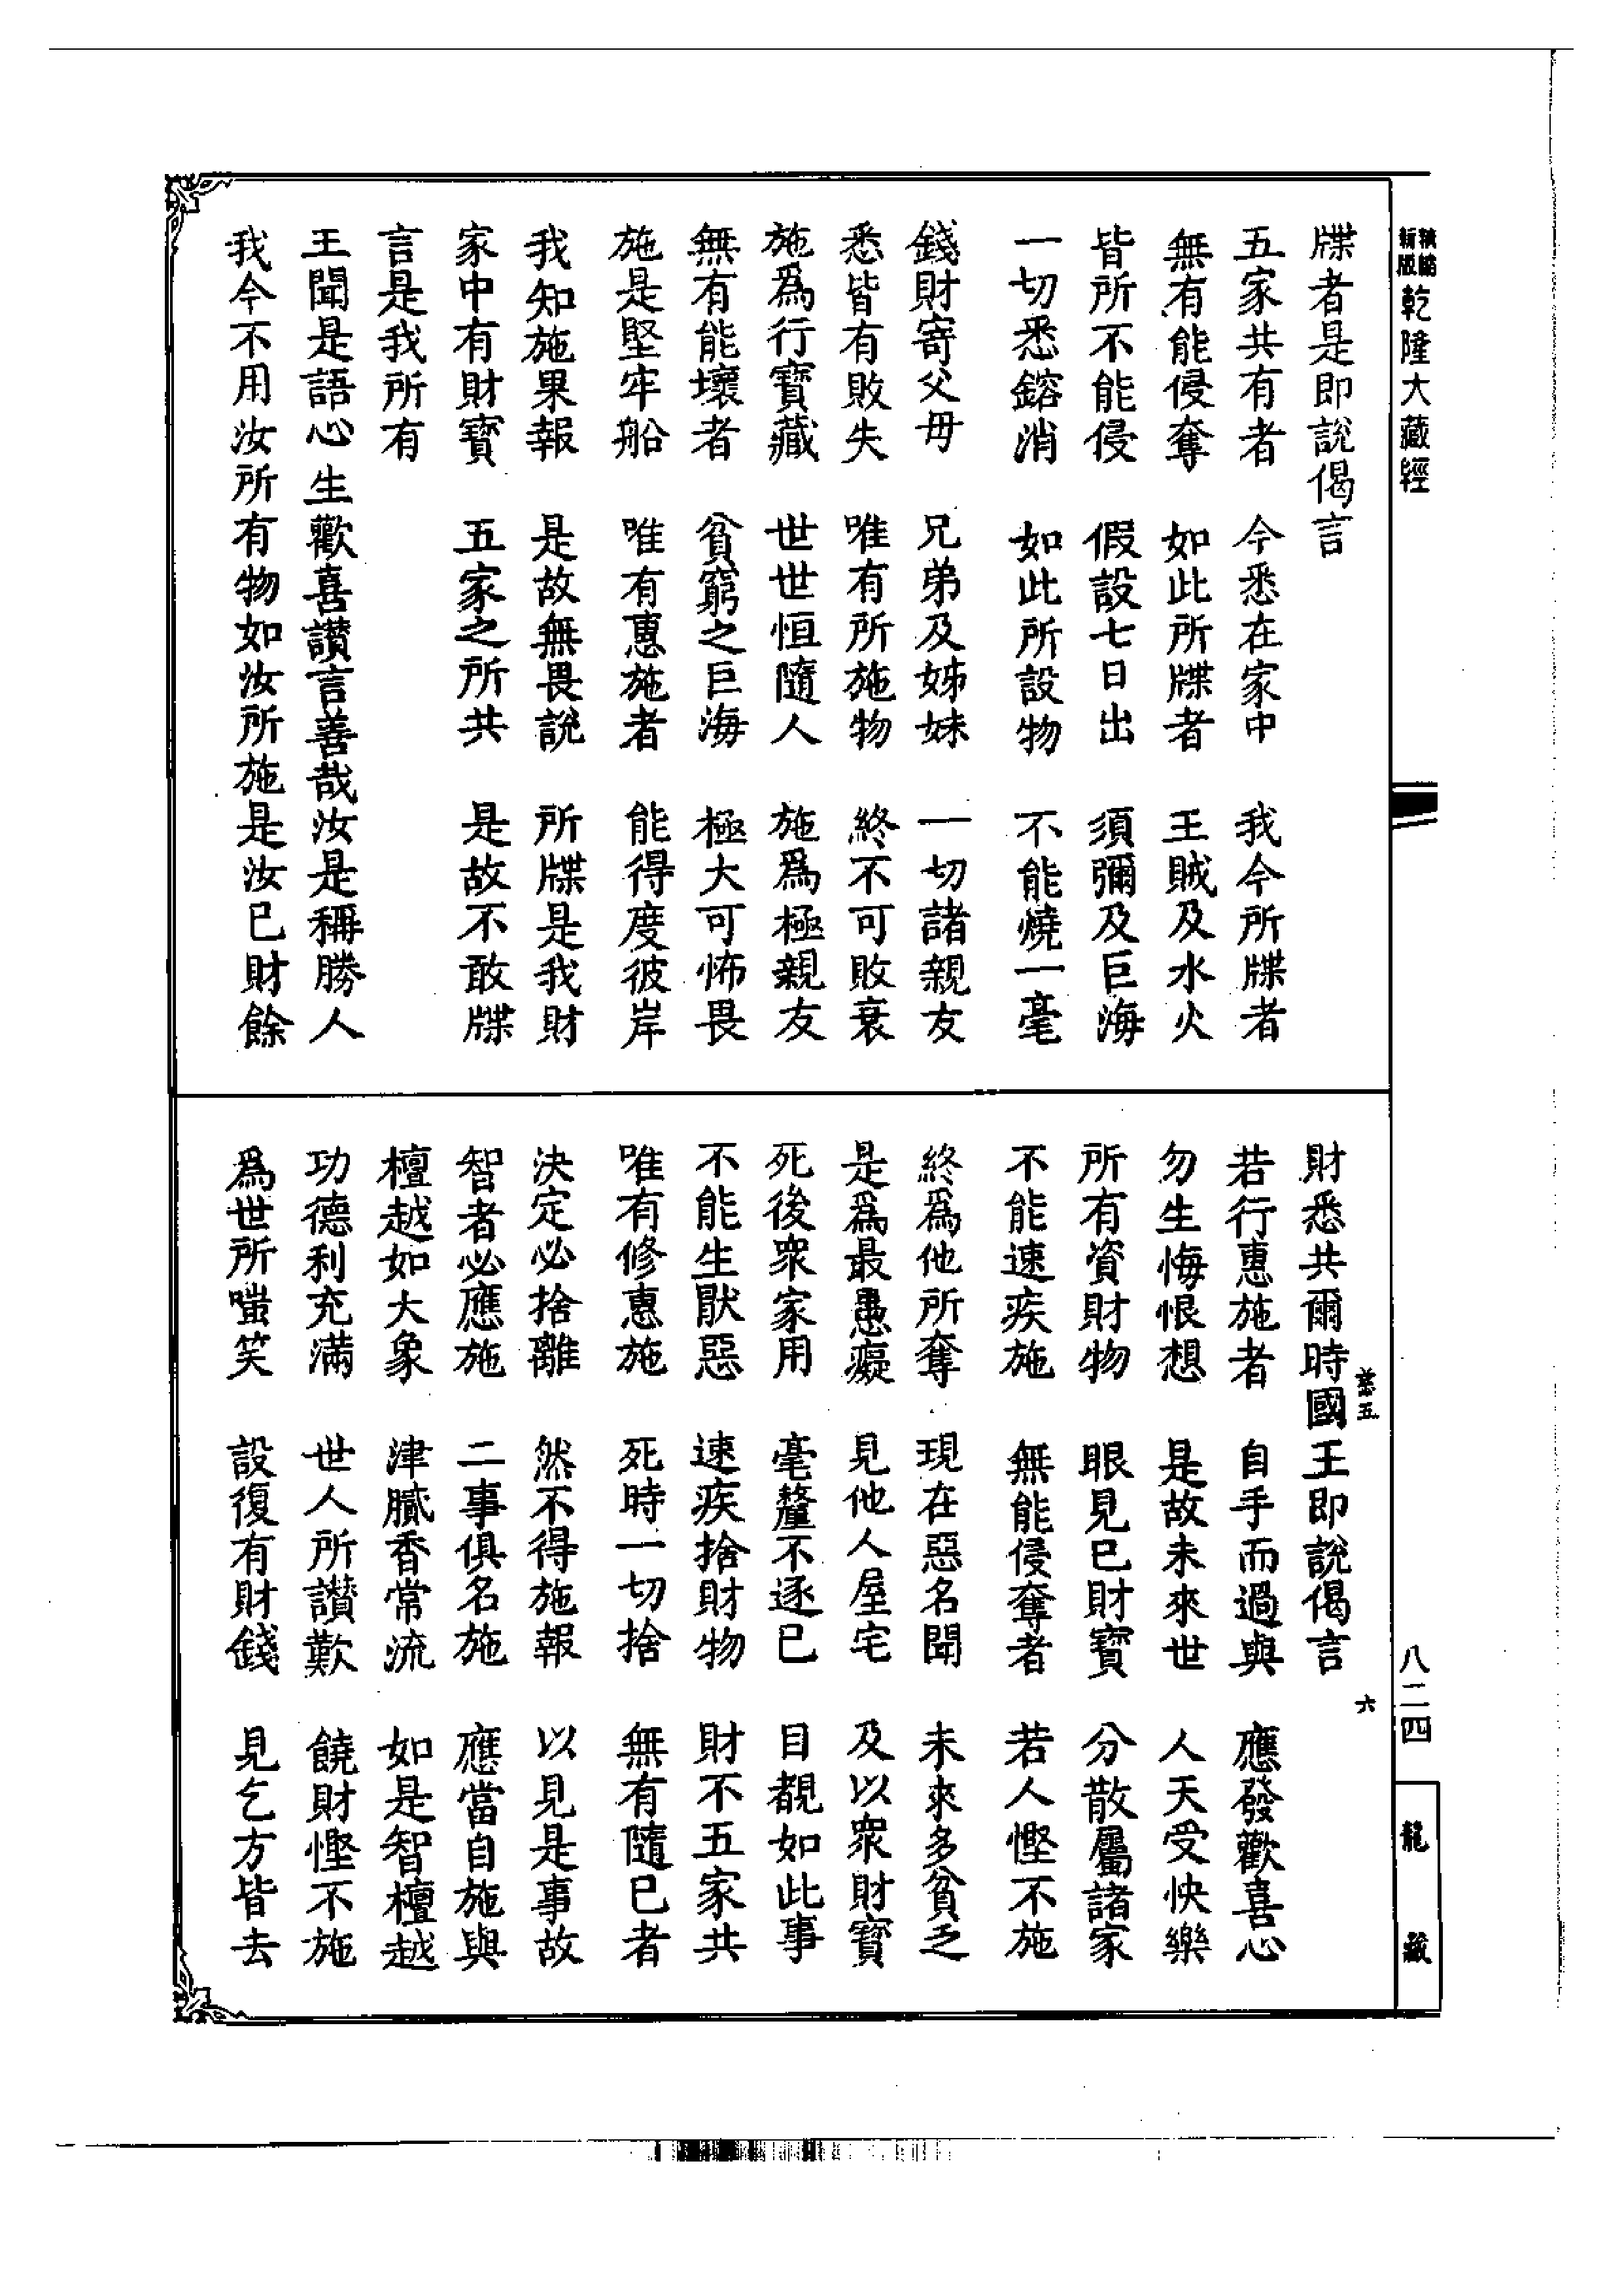 新版
精縮
乾隆大藏經
牒者是即說偈言
五家共有者　今悉在家中　我今所牒者
無有能侵奪　如此所牒者　王賊及水火
皆所不能侵　假設七日出　須彌及巨海
一切悉鎔消　如此所設物　不能燒一毫
錢財寄父母　兄弟及姊妹　一切諸親友
悉皆有敗失　唯有所施物　終不可敗衰
施爲行寶藏　世世恒隨人　施爲極親友
無有能壞者　貧窮之巨海　極大可怖畏
施是堅牢船　唯有惠施者　能得度彼岸
我知施果報　是故無畏說　所牒是我財
家中有財寶　五家之所共　是故不敢牒
言是我所有
王聞是語心生歡喜讚言善哉汝是稱勝人
我今不用汝所有物如汝所施是汝已財餘
財悉共爾時國王即說偈言
若行惠施者　自手而過與　應發歡喜心
勿生悔恨想　是故未來世　人天受快樂
所有資財物　眼見已財寶　分散屬諸家
不能速疾施　無能侵奪者　若人慳不施
終爲他所奪　現在惡名聞　未來多貧乏
是爲最愚癡　見他人屋宅　及以衆財寶
死後衆家用　毫釐不逐已　目覩如此事
不能生猒惡　速疾捨財物　財不五家共
唯有修惠施　死時一切捨　無有隨已者
決定必捨離　然不得施報　以見是事故
智者必應施　二事俱名施　應當自施與
檀越如大象　津膩香常流　如是智檀越
功德利充滿　世人所讚歎　饒財慳不施
爲世所嗤笑　設復有財錢　見乞方皆去
五
六
八二四
龍藏